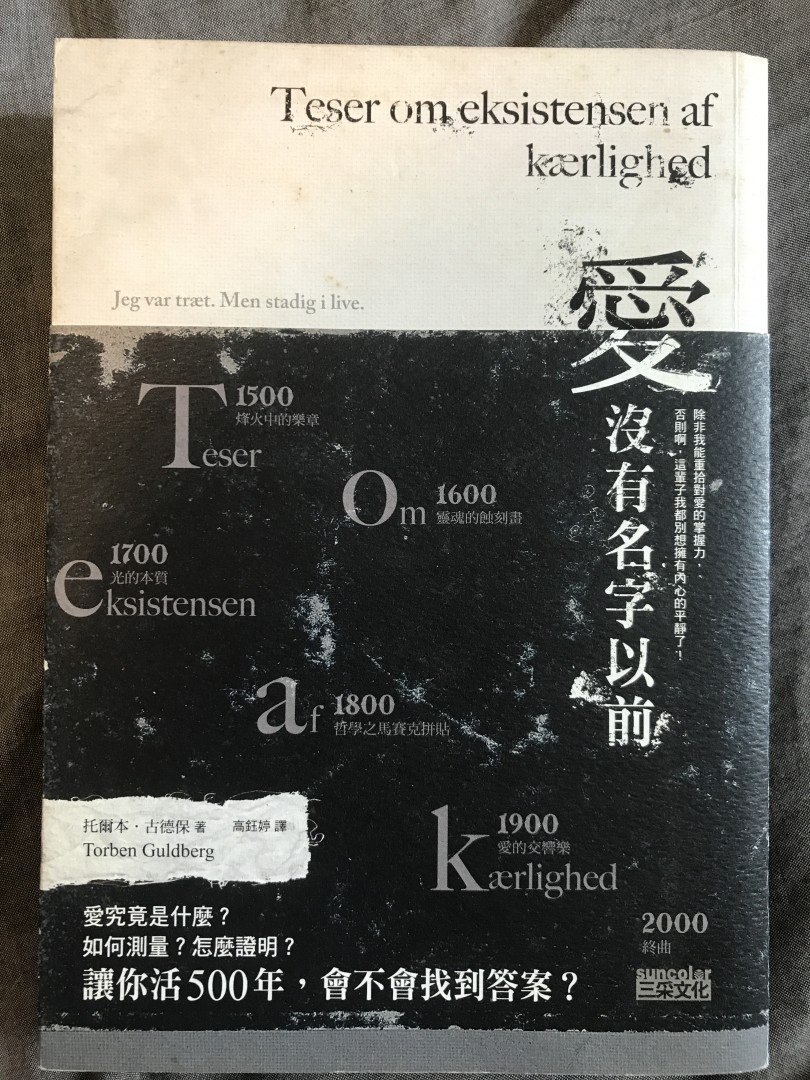 Teser om eksistensen af
kærlighed
愛
沒有名字以前
除非我能重拾對愛的掌握力，
否則啊，這輩子我都別想擁有內心的平靜了！
Jeg var træt. Men stadig i live.
1500
烽火中的樂章
Teser
1600
Om 靈魂的蝕刻畫
1700
光的本質
eksistensen
1800
af 哲學之馬賽克拼貼
1900
愛的交響樂
kærlighed
2000
終曲
托爾本·古德保 著 高鈺婷 譯
Torben Guldberg
愛究竟是什麼？
如何測量？怎麼證明？
讓你活500年，會不會找到答案？
suncolor
三采文化